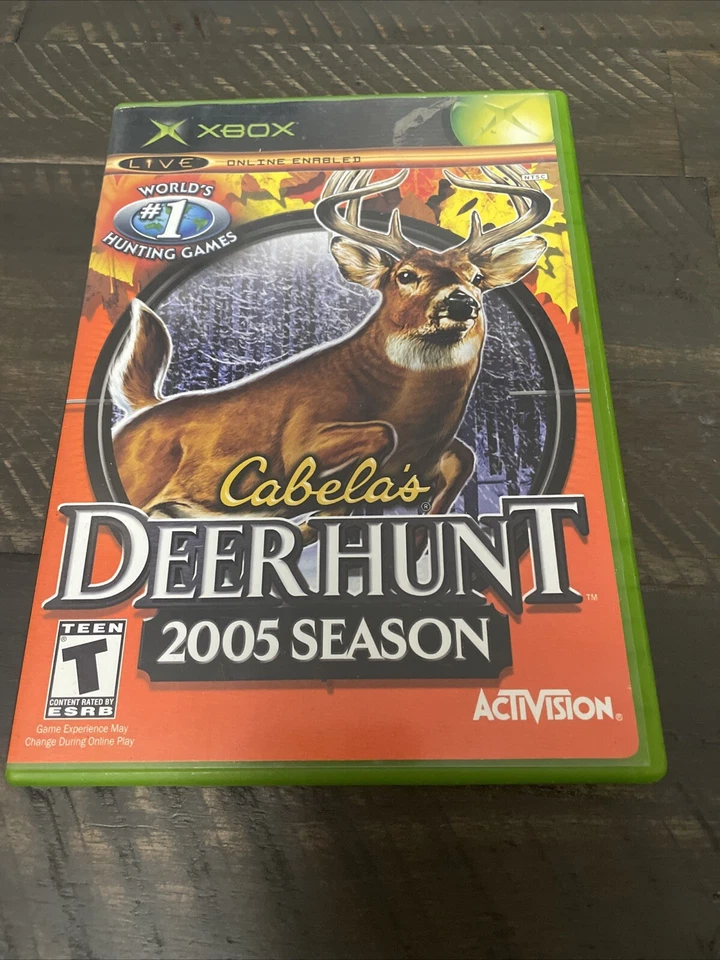 XBOX
LIVE ONLINE ENABLED
NTSC
WORLD'S
#1
HUNTING GAMES
Cabela's®
DEER HUNT™
2005 SEASON
TEEN
T
®
CONTENT RATED BY
ESRB
Game Experience May
Change During Online Play
ACTIVISION®